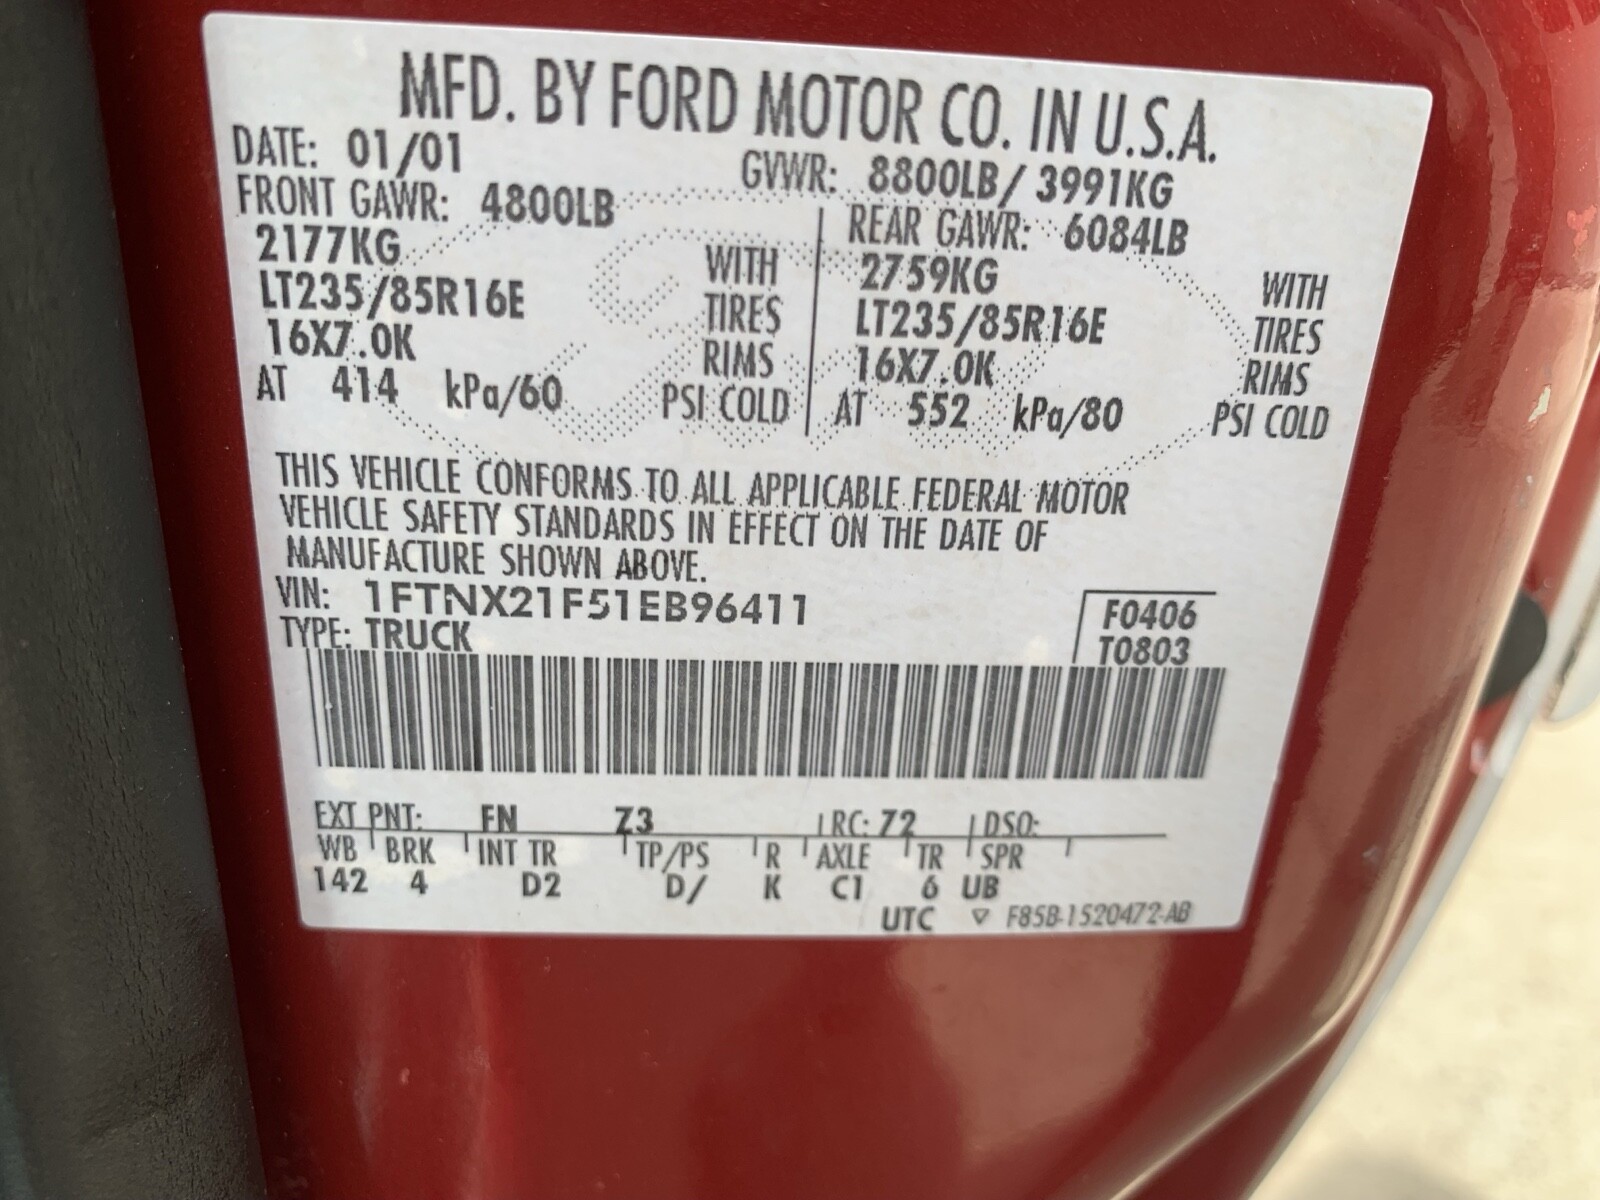 MFD. BY FORD MOTOR CO. IN U.S.A.
DATE: 01/01 GVWR: 8800LB/ 3991KG
FRONT GAWR: 4800LB REAR GAWR: 6084LB
2177KG WITH 2759KG WITH
LT235/85R16E TIRES LT235/85R16E TIRES
16X7.0K RIMS 16X7.0K RIMS
AT 414 kPa/60 PSI COLD AT 552 kPa/80 PSI COLD
THIS VEHICLE CONFORMS TO ALL APPLICABLE FEDERAL MOTOR
VEHICLE SAFETY STANDARDS IN EFFECT ON THE DATE OF
MANUFACTURE SHOWN ABOVE.
VIN: 1FTNX21F51EB96411 F0406
TYPE: TRUCK T0803
EXT PNT: FN Z3 RC: 72 DSO:
WB BRK INT TR TP/PS R AXLE TR SPR
142 4 D2 D/ K C1 6 UB
UTC ▽ F85B-1520472-AB